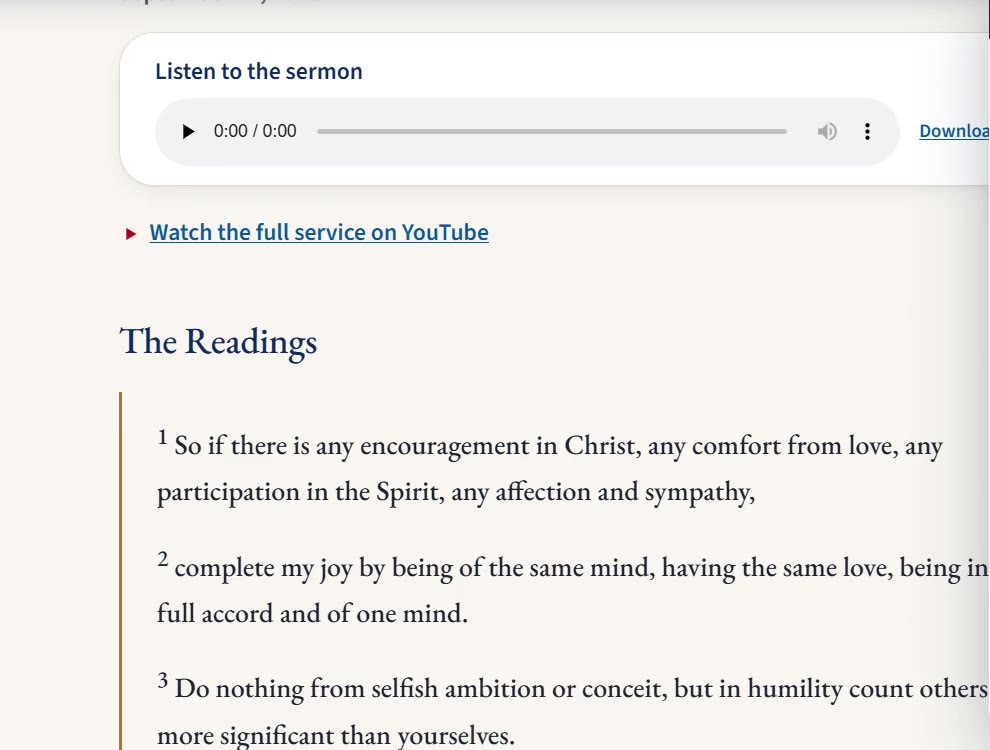 Listen to the sermon
0:00 / 0:00
Watch the full service on YouTube
The Readings
1 So if there is any encouragement in Christ, any comfort from love, any
participation in the Spirit, any affection and sympathy,
2 complete my joy by being of the same mind, having the same love, being in
full accord and of one mind.
3 Do nothing from selfish ambition or conceit, but in humility count others
more significant than yourselves.